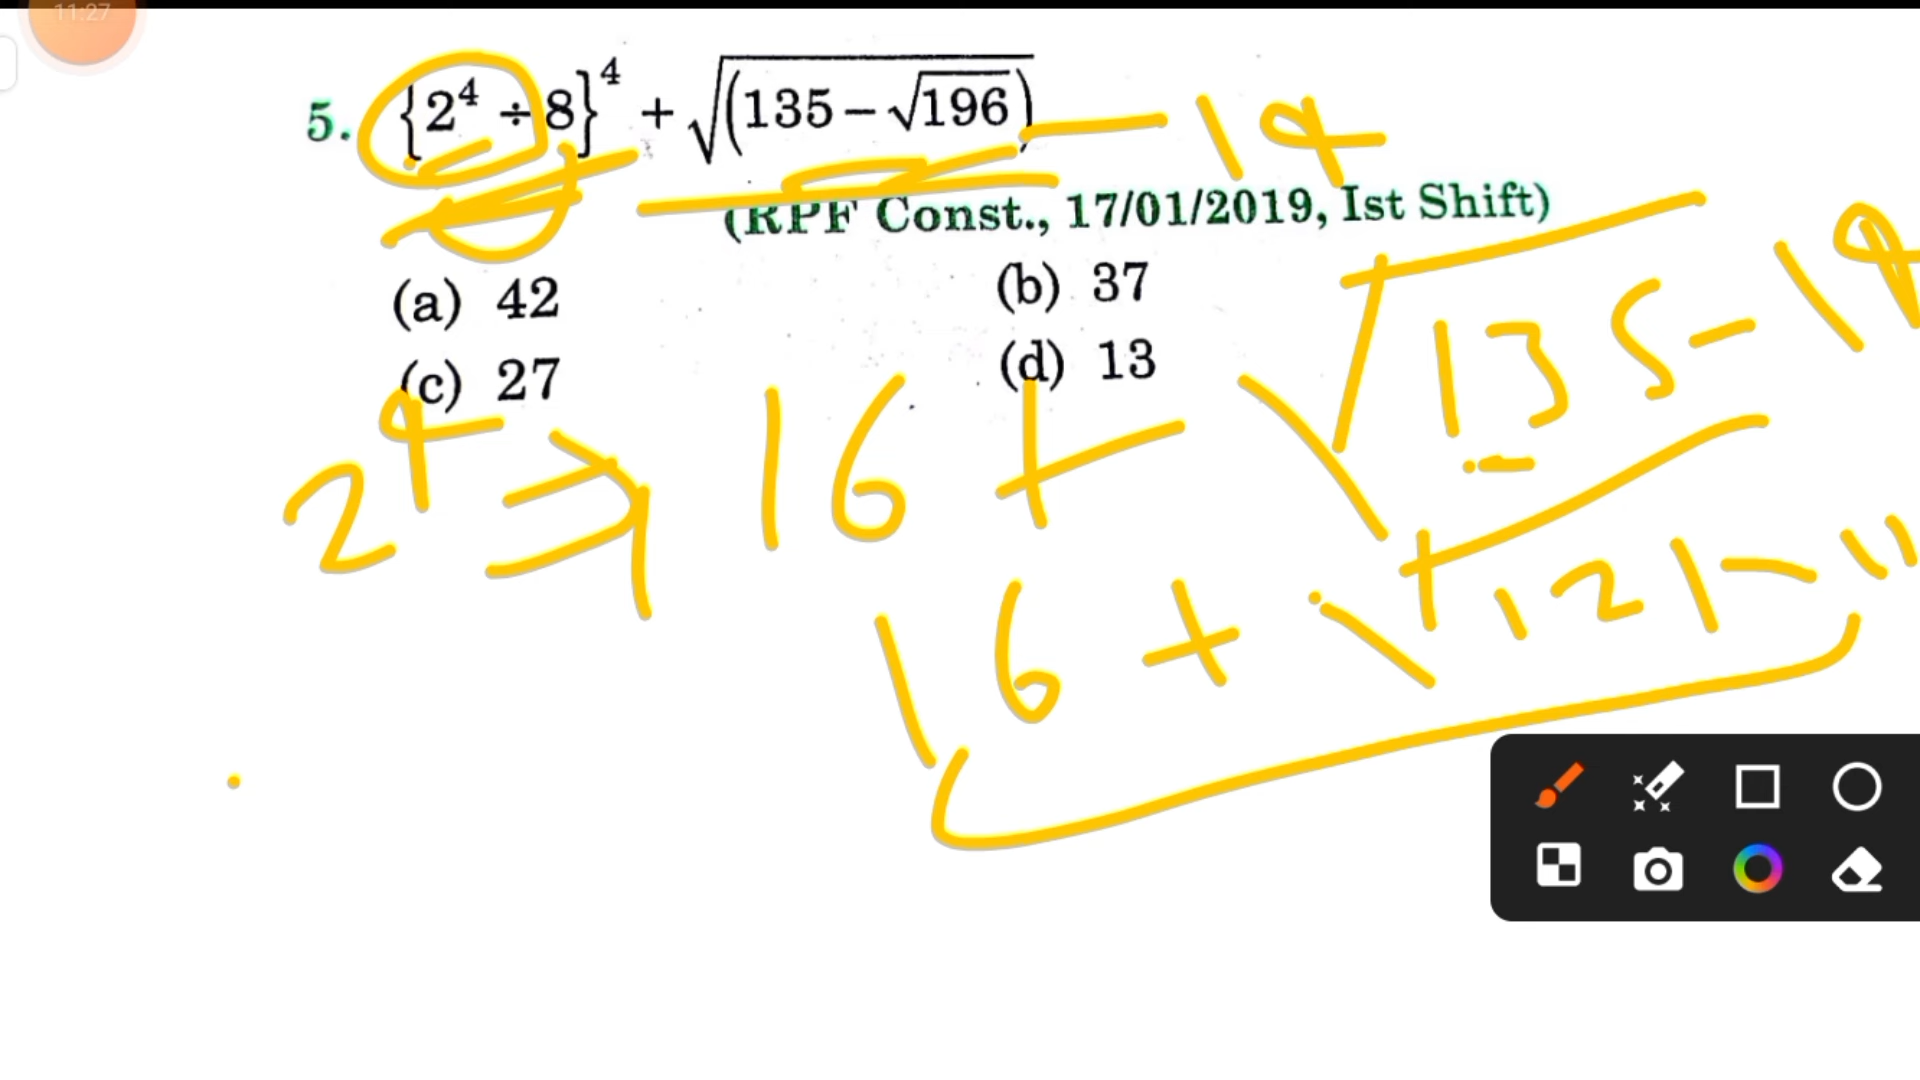 11:27
5. {2⁴ ÷ 8}⁴ + √(135 – √196) — 14
(RPF Const., 17/01/2019, Ist Shift)
(a) 42 (b) 37
(c) 27 (d) 13
√135 – 14
2⁴ ⇒ 16 +
16 + √121 – 11